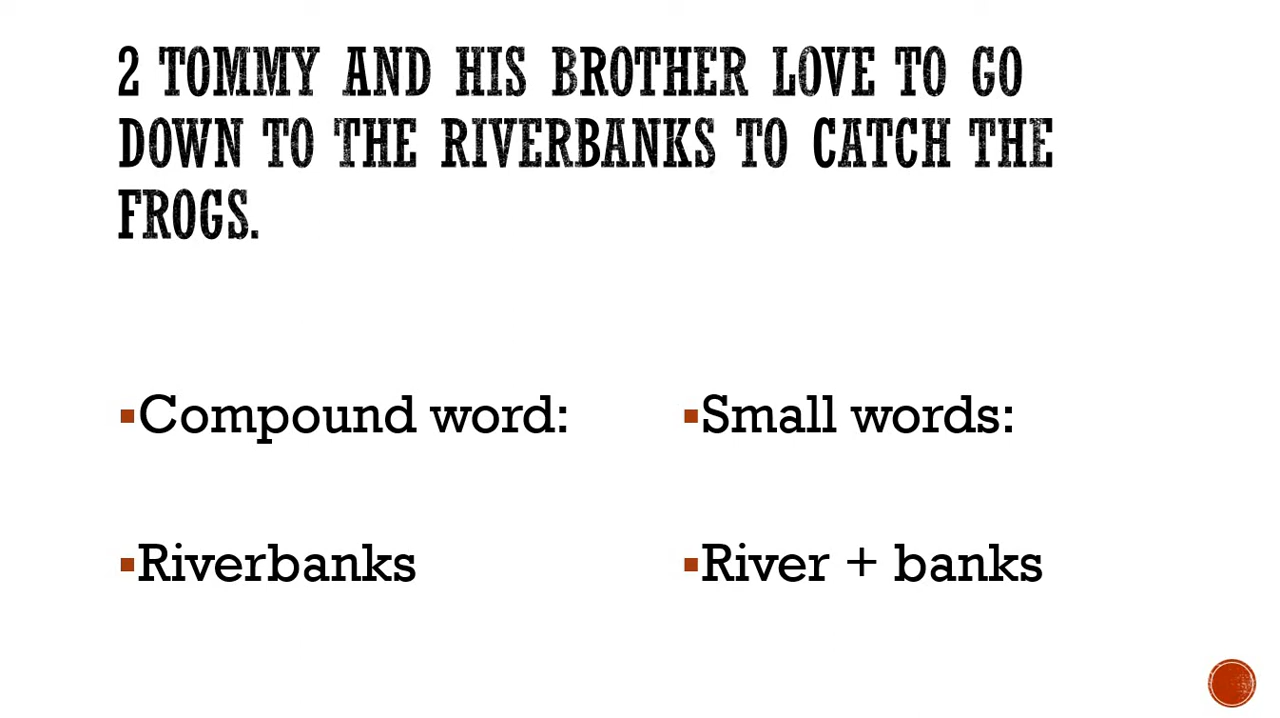 2 TOMMY AND HIS BROTHER LOVE TO GO
DOWN TO THE RIVERBANKS TO CATCH THE
FROGS.
▪Compound word:
▪Small words:
▪Riverbanks
▪River + banks